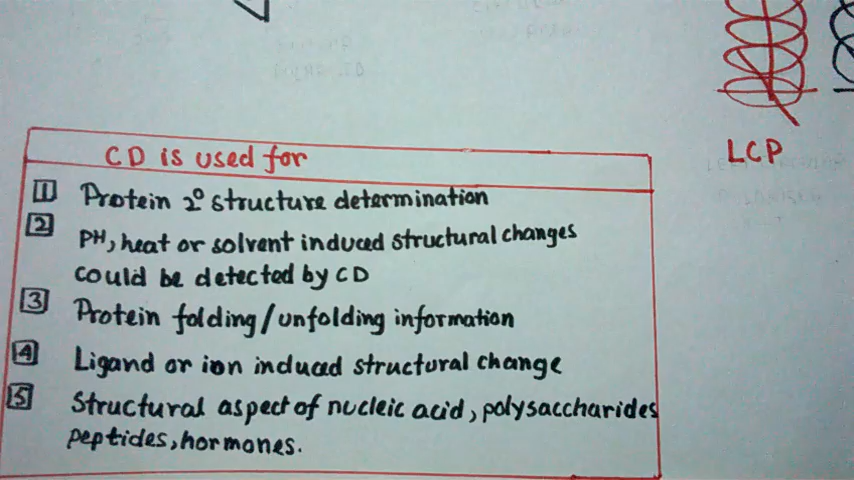 CD is used for
LCP
1 Protein 2° structure determination
2 PH, heat or solvent induced structural changes
could be detected by CD
3 Protein folding/unfolding information
4 Ligand or ion induced structural change
5 Structural aspect of nucleic acid, polysaccharides
peptides, hormones.